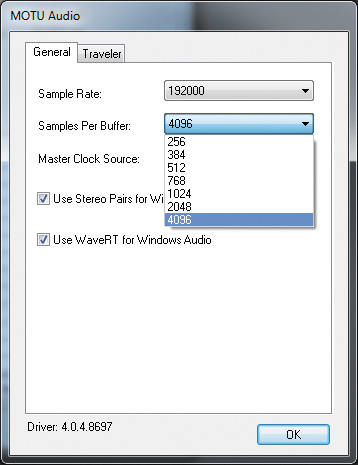 MOTU Audio
General
Traveler
Sample Rate:
192000
Samples Per Buffer:
4096
256
384
512
768
1024
2048
4096
Master Clock Source:
Use Stereo Pairs for Wi
Use WaveRT for Windows Audio
Driver: 4.0.4.8697
OK